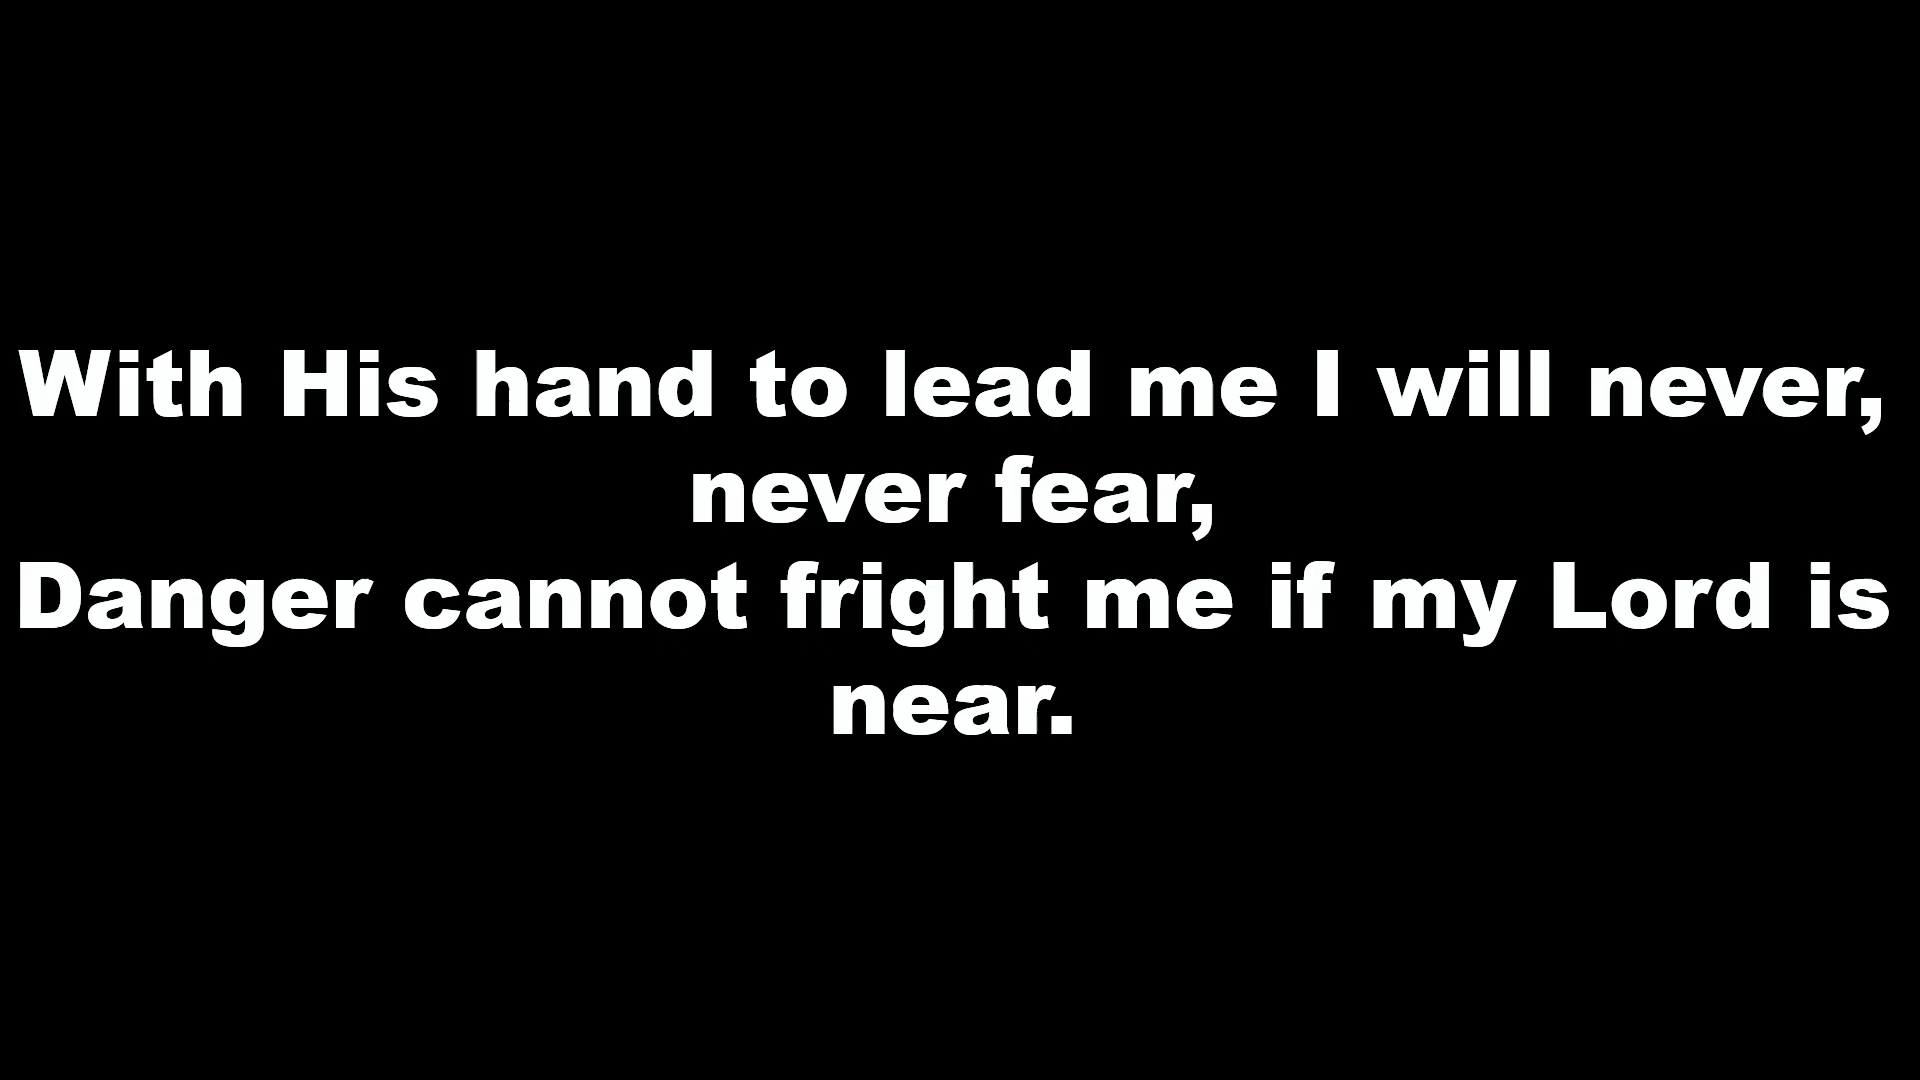 With His hand to lead me I will never,
never fear,
Danger cannot fright me if my Lord is
near.